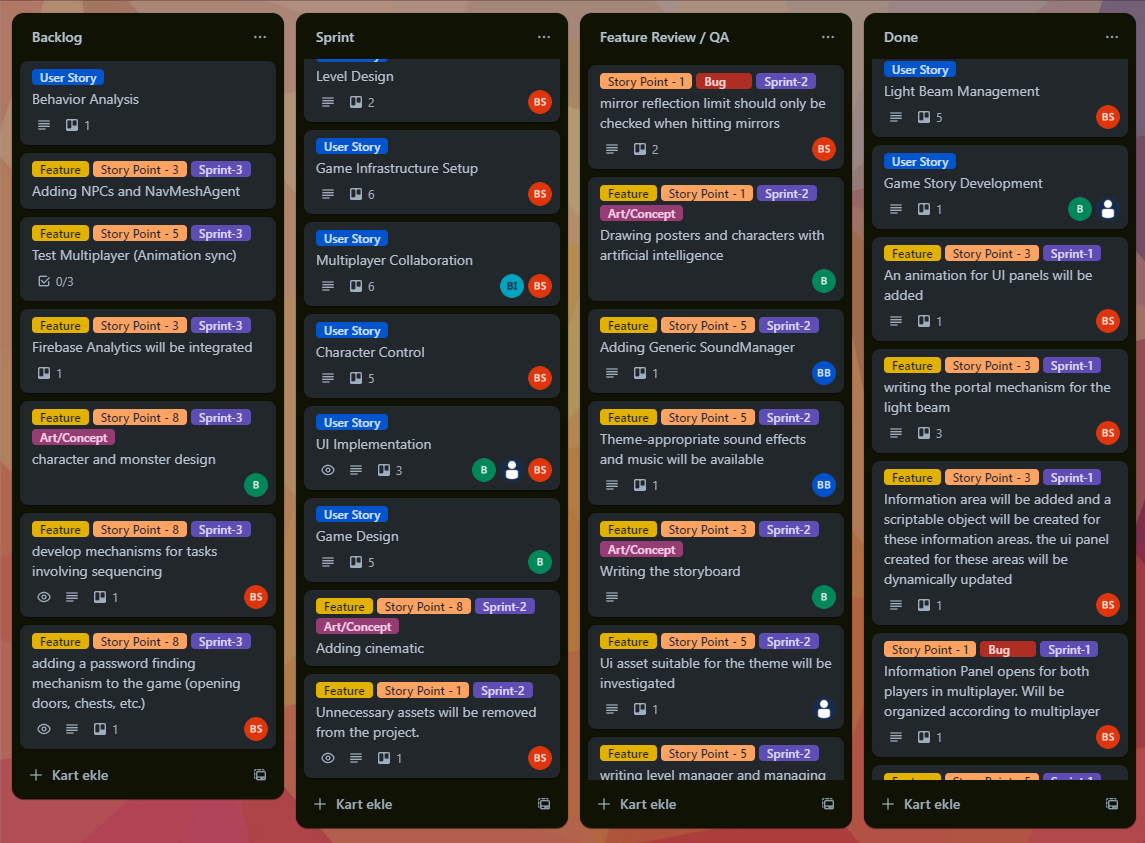 Backlog
User Story
Behavior Analysis
1
Feature Story Point - 3 Sprint-3
Adding NPCs and NavMeshAgent
Feature Story Point - 5 Sprint-3
Test Multiplayer (Animation sync)
0/3
Feature Story Point - 3 Sprint-3
Firebase Analytics will be integrated
1
Feature Story Point - 8 Sprint-3
Art/Concept
character and monster design
B
Feature Story Point - 8 Sprint-3
develop mechanisms for tasks
involving sequencing
1 BS
Feature Story Point - 8 Sprint-3
adding a password finding
mechanism to the game (opening
doors, chests, etc.)
1 BS
+ Kart ekle
Sprint
Level Design
2 BS
User Story
Game Infrastructure Setup
6 BS
User Story
Multiplayer Collaboration
6 BI BS
User Story
Character Control
5 BS
User Story
UI Implementation
3 B BS
User Story
Game Design
5 B
Feature Story Point - 8 Sprint-2
Art/Concept
Adding cinematic
Feature Story Point - 1 Sprint-2
Unnecessary assets will be removed
from the project.
1 BS
+ Kart ekle
Feature Review / QA
Story Point - 1 Bug Sprint-2
mirror reflection limit should only be
checked when hitting mirrors
2 BS
Feature Story Point - 1 Sprint-2
Art/Concept
Drawing posters and characters with
artificial intelligence
B
Feature Story Point - 5 Sprint-2
Adding Generic SoundManager
1 BB
Feature Story Point - 5 Sprint-2
Theme-appropriate sound effects
and music will be available
1 BB
Feature Story Point - 3 Sprint-2
Art/Concept
Writing the storyboard
B
Feature Story Point - 5 Sprint-2
Ui asset suitable for the theme will be
investigated
1
Feature Story Point - 5 Sprint-2
writing level manager and managing
+ Kart ekle
Done
User Story
Light Beam Management
5 BS
User Story
Game Story Development
1 B
Feature Story Point - 3 Sprint-1
An animation for UI panels will be
added
1 BS
Feature Story Point - 3 Sprint-1
writing the portal mechanism for the
light beam
3 BS
Feature Story Point - 3 Sprint-1
Information area will be added and a
scriptable object will be created for
these information areas. the ui panel
created for these areas will be
dynamically updated
1 BS
Story Point - 1 Bug Sprint-1
Information Panel opens for both
players in multiplayer. Will be
organized according to multiplayer
1 BS
Feature Story Point - 5 Sprint-1
+ Kart ekle